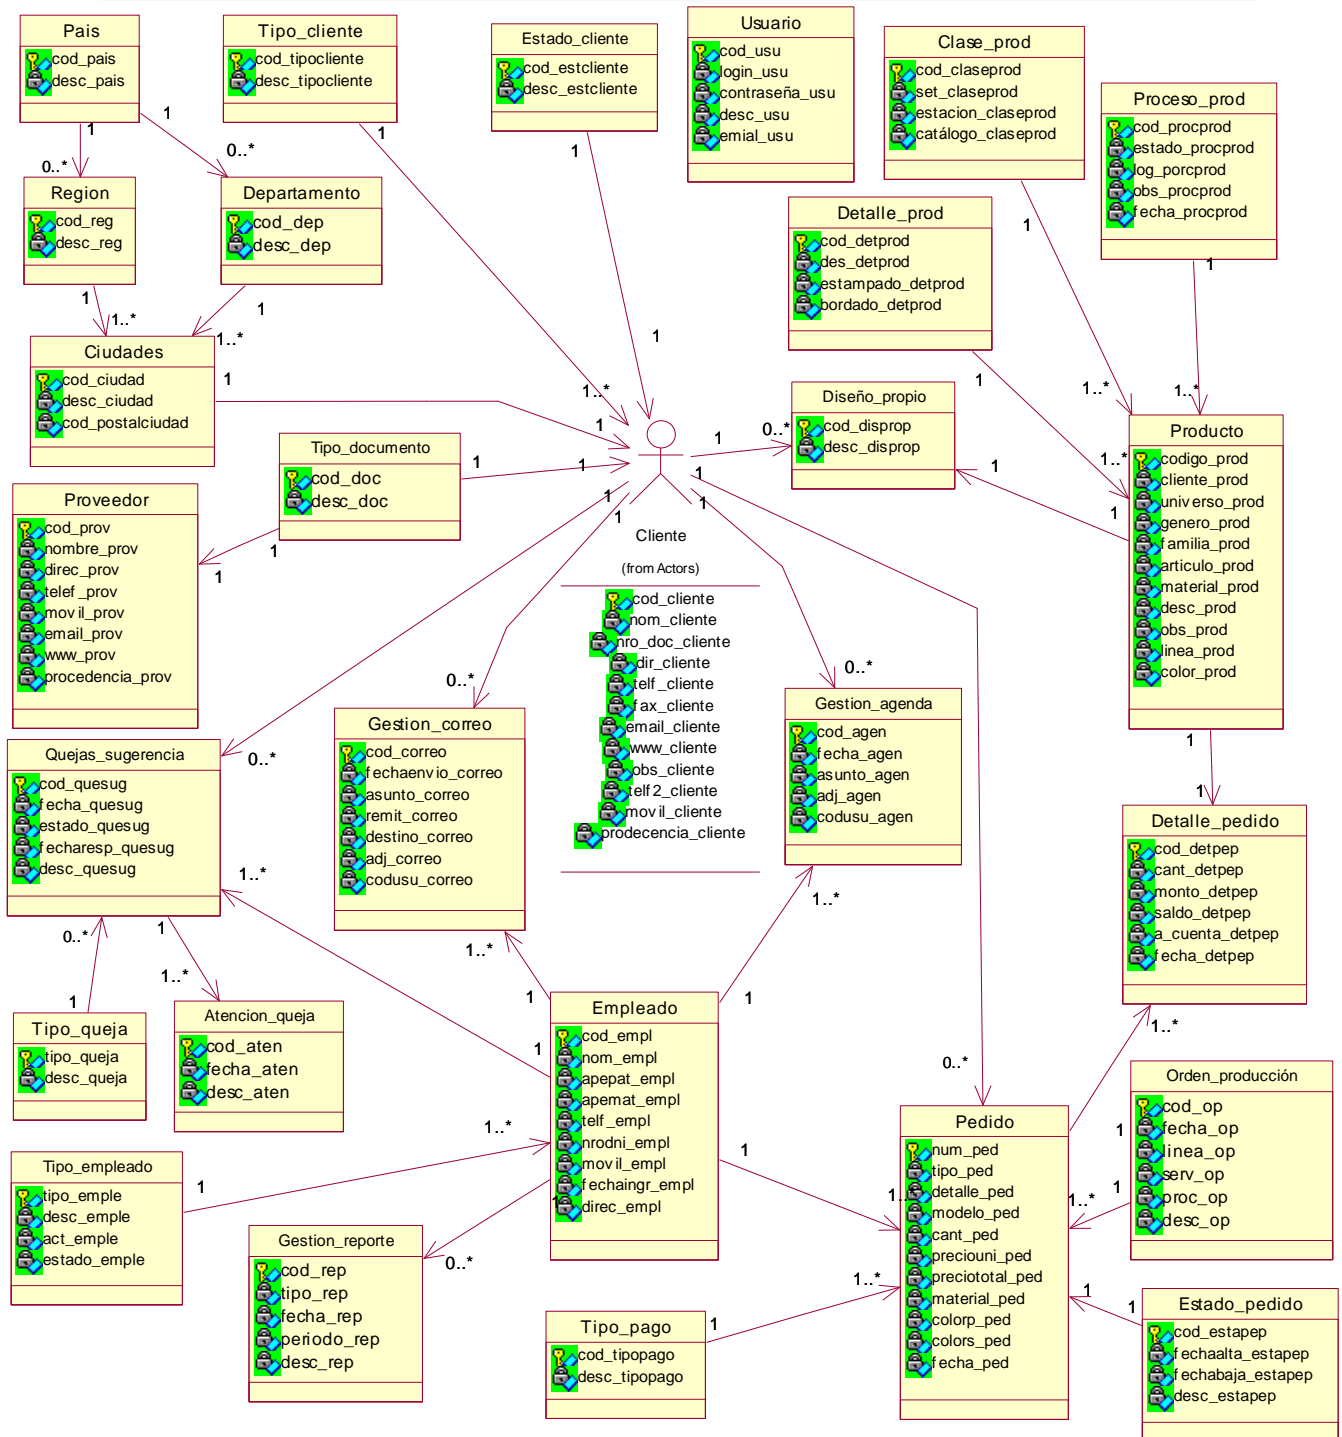 Pais
cod_pais
desc_pais
1
1
0..*
0..*
Tipo_cliente
cod_tipocliente
desc_tipocliente
1
Estado_cliente
cod_estcliente
desc_estcliente
1
Usuario
cod_usu
login_usu
contraseña_usu
desc_usu
emial_usu
Clase_prod
cod_claseprod
set_claseprod
estacion_claseprod
catálogo_claseprod
1
Proceso_prod
cod_procprod
estado_procprod
log_porcprod
obs_procprod
fecha_procprod
1
Region
cod_reg
desc_reg
1
1..*
Departamento
cod_dep
desc_dep
1
1..*
Detalle_prod
cod_detprod
des_detprod
estampado_detprod
bordado_detprod
1
Ciudades
cod_ciudad
desc_ciudad
cod_postalciudad
1
1
1..*
1
1
Tipo_documento
cod_doc
desc_doc
1
1
1
1
Diseño_propio
cod_disprop
desc_disprop
1
0..*
1
1
1..*
1..*
1..*
Producto
codigo_prod
cliente_prod
universo_prod
genero_prod
familia_prod
articulo_prod
material_prod
desc_prod
obs_prod
linea_prod
color_prod
1
1
Proveedor
cod_prov
nombre_prov
direc_prov
telef_prov
movil_prov
email_prov
www_prov
procedencia_prov
Cliente
(from Actors)
cod_cliente
nom_cliente
nro_doc_cliente
dir_cliente
telf_cliente
fax_cliente
email_cliente
www_cliente
obs_cliente
telf2_cliente
movil_cliente
prodecencia_cliente
1
1
1
1
0..*
0..*
0..*
Gestion_correo
cod_correo
fechaenvio_correo
asunto_correo
remit_correo
destino_correo
adj_correo
codusu_correo
1..*
Gestion_agenda
cod_agen
fecha_agen
asunto_agen
adj_agen
codusu_agen
1..*
Quejas_sugerencia
cod_quesug
fecha_quesug
estado_quesug
fecharesp_quesug
desc_quesug
1..*
0..*
1
1..*
Detalle_pedido
cod_detpep
cant_detpep
monto_detpep
saldo_detpep
a_cuenta_detpep
fecha_detpep
1..*
1
Tipo_queja
tipo_queja
desc_queja
1
Atencion_queja
cod_aten
fecha_aten
desc_aten
Empleado
cod_empl
nom_empl
apepat_empl
apemat_empl
telf_empl
nrodni_empl
movil_empl
fechaingr_empl
direc_empl
1
1
1
1..*
1
1
Orden_producción
cod_op
fecha_op
linea_op
serv_op
proc_op
desc_op
1
1..*
Tipo_empleado
tipo_emple
desc_emple
act_emple
estado_emple
1
Gestion_reporte
cod_rep
tipo_rep
fecha_rep
periodo_rep
desc_rep
0..*
0..*
Pedido
num_ped
tipo_ped
detalle_ped
modelo_ped
cant_ped
preciouni_ped
preciototal_ped
material_ped
colorp_ped
colors_ped
fecha_ped
1..*
1
Tipo_pago
cod_tipopago
desc_tipopago
1
Estado_pedido
cod_estapep
fechaalta_estapep
fechabaja_estapep
desc_estapep
1